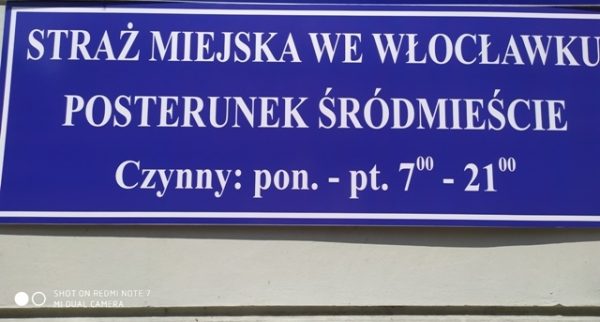 STRAŻ MIEJSKA WE WŁOCŁAWKU
POSTERUNEK ŚRÓDMIEŚCIE
Czynny: pon. - pt. 7⁰⁰ - 21⁰⁰
SHOT ON REDMI NOTE 7
MI DUAL CAMERA